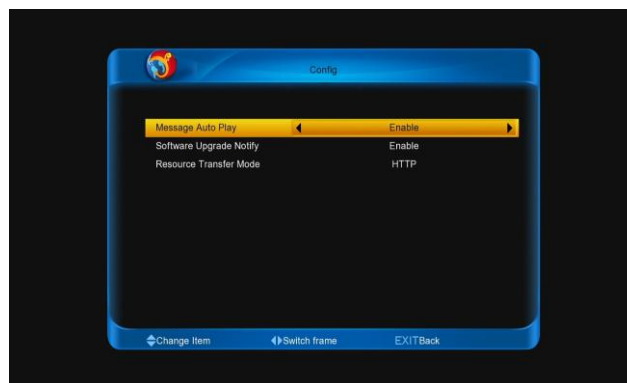 Config
Message Auto Play Enable
Software Upgrade Notify Enable
Resource Transfer Mode HTTP
Change Item Switch frame EXITBack